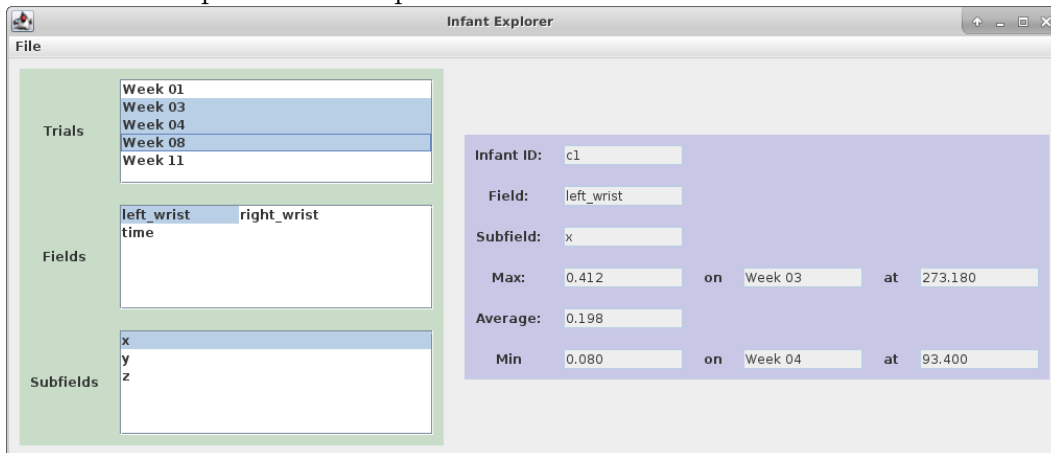 Infant Explorer
File
Trials
Week 01
Week 03
Week 04
Week 08
Week 11
Fields
left_wrist right_wrist
time
Subfields
x
y
z
Infant ID: c1
Field: left_wrist
Subfield: x
Max: 0.412 on Week 03 at 273.180
Average: 0.198
Min 0.080 on Week 04 at 93.400